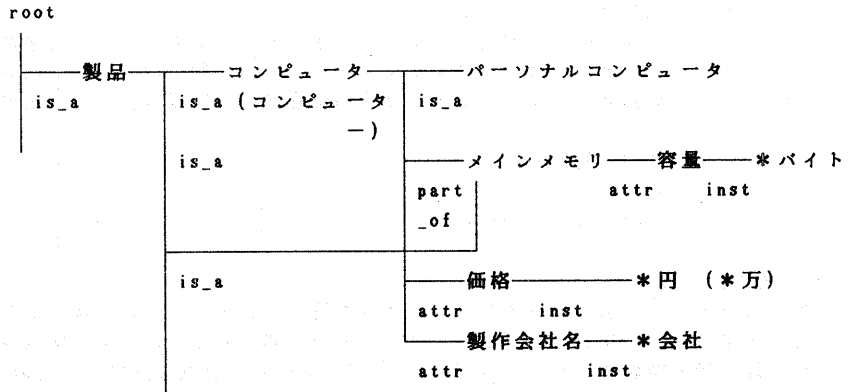 root
製品 コンピュータ パーソナルコンピュータ
is_a is_a (コンピュータ is_a
ー)
is_a メインメモリ 容量 *バイト
part attr inst
_of
is_a 価格 *円 (*万)
attr inst
製作会社名 *会社
attr inst